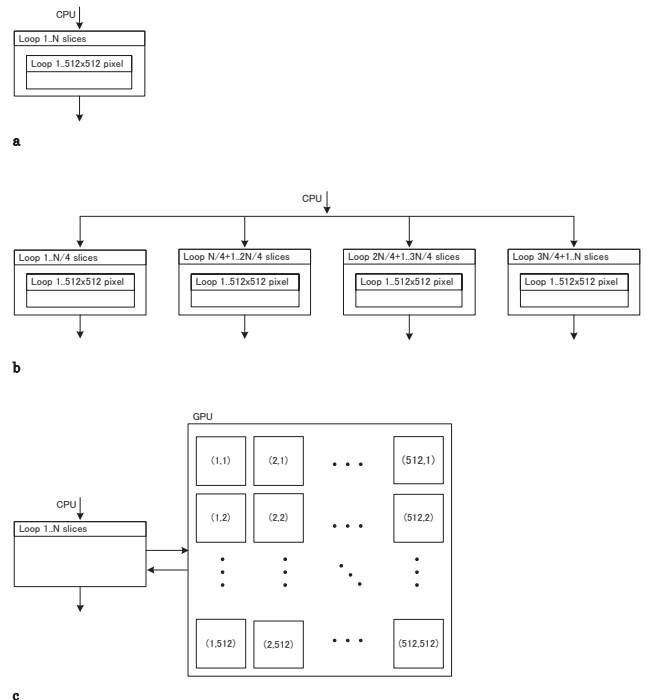 CPU
Loop 1..N slices
Loop 1..512x512 pixel
a
CPU
Loop 1..N/4 slices
Loop N/4+1..2N/4 slices
Loop 2N/4+1..3N/4 slices
Loop 3N/4+1..N slices
Loop 1..512x512 pixel
Loop 1..512x512 pixel
Loop 1..512x512 pixel
Loop 1..512x512 pixel
b
GPU
(1,1)
(2,1)
(512,1)
CPU
Loop 1..N slices
(1,2)
(2,2)
(512,2)
(1,512)
(2,512)
(512,512)
c